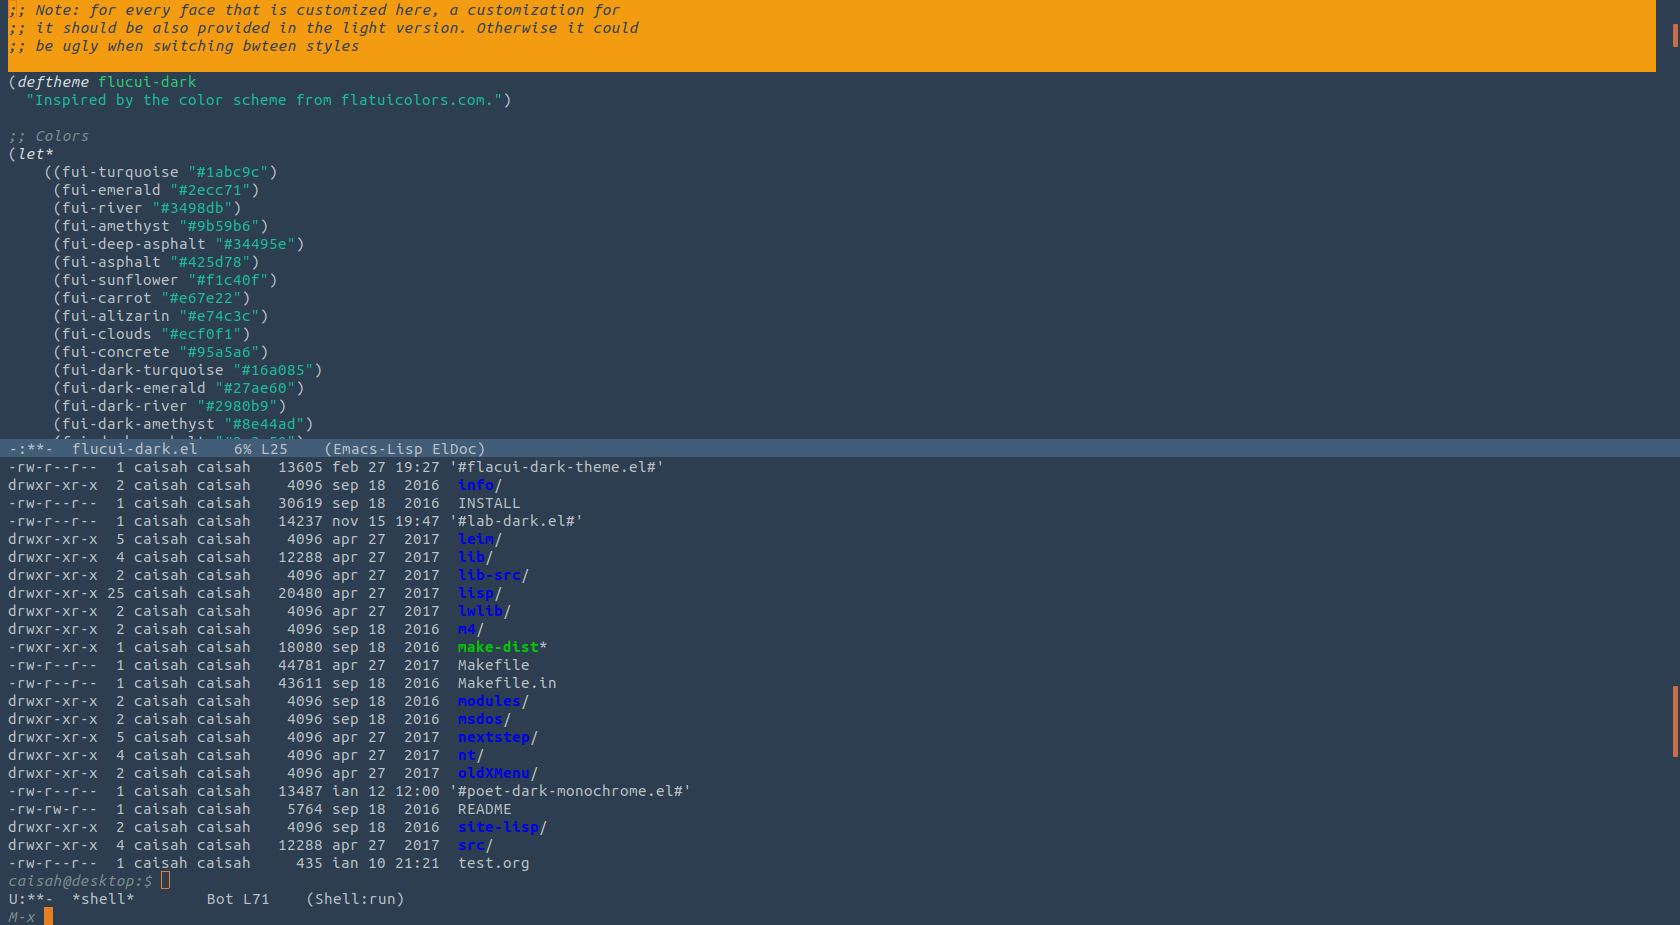 ;; Note: for every face that is customized here, a customization for
;; it should be also provided in the light version. Otherwise it could
;; be ugly when switching bwteen styles
(deftheme flucui-dark
"Inspired by the color scheme from flatuicolors.com.")
;; Colors
(let*
((fui-turquoise "#1abc9c")
(fui-emerald "#2ecc71")
(fui-river "#3498db")
(fui-amethyst "#9b59b6")
(fui-deep-asphalt "#34495e")
(fui-asphalt "#425d78")
(fui-sunflower "#f1c40f")
(fui-carrot "#e67e22")
(fui-alizarin "#e74c3c")
(fui-clouds "#ecf0f1")
(fui-concrete "#95a5a6")
(fui-dark-turquoise "#16a085")
(fui-dark-emerald "#27ae60")
(fui-dark-river "#2980b9")
(fui-dark-amethyst "#8e44ad")
-:**-  flucui-dark.el    6% L25    (Emacs-Lisp ElDoc)
-rw-r--r--  1 caisah caisah   13605 feb 27 19:27 '#flacui-dark-theme.el#'
drwxr-xr-x  2 caisah caisah    4096 sep 18  2016  info/
-rw-r--r--  1 caisah caisah   30619 sep 18  2016  INSTALL
-rw-r--r--  1 caisah caisah   14237 nov 15 19:47 '#lab-dark.el#'
drwxr-xr-x  5 caisah caisah    4096 apr 27  2017  leim/
drwxr-xr-x  4 caisah caisah   12288 apr 27  2017  lib/
drwxr-xr-x  2 caisah caisah    4096 apr 27  2017  lib-src/
drwxr-xr-x 25 caisah caisah   20480 apr 27  2017  lisp/
drwxr-xr-x  2 caisah caisah    4096 apr 27  2017  lwlib/
drwxr-xr-x  2 caisah caisah    4096 sep 18  2016  m4/
-rwxr-xr-x  1 caisah caisah   18080 sep 18  2016  make-dist*
-rw-r--r--  1 caisah caisah   44781 apr 27  2017  Makefile
-rw-r--r--  1 caisah caisah   43611 sep 18  2016  Makefile.in
drwxr-xr-x  2 caisah caisah    4096 sep 18  2016  modules/
drwxr-xr-x  2 caisah caisah    4096 sep 18  2016  msdos/
drwxr-xr-x  5 caisah caisah    4096 apr 27  2017  nextstep/
drwxr-xr-x  4 caisah caisah    4096 apr 27  2017  nt/
drwxr-xr-x  2 caisah caisah    4096 apr 27  2017  oldXMenu/
-rw-r--r--  1 caisah caisah   13487 ian 12 12:00 '#poet-dark-monochrome.el#'
-rw-rw-r--  1 caisah caisah    5764 sep 18  2016  README
drwxr-xr-x  2 caisah caisah    4096 sep 18  2016  site-lisp/
drwxr-xr-x  4 caisah caisah   12288 apr 27  2017  src/
-rw-r--r--  1 caisah caisah     435 ian 10 21:21  test.org
caisah@desktop:$
U:**-  *shell*        Bot L71    (Shell:run)
M-x